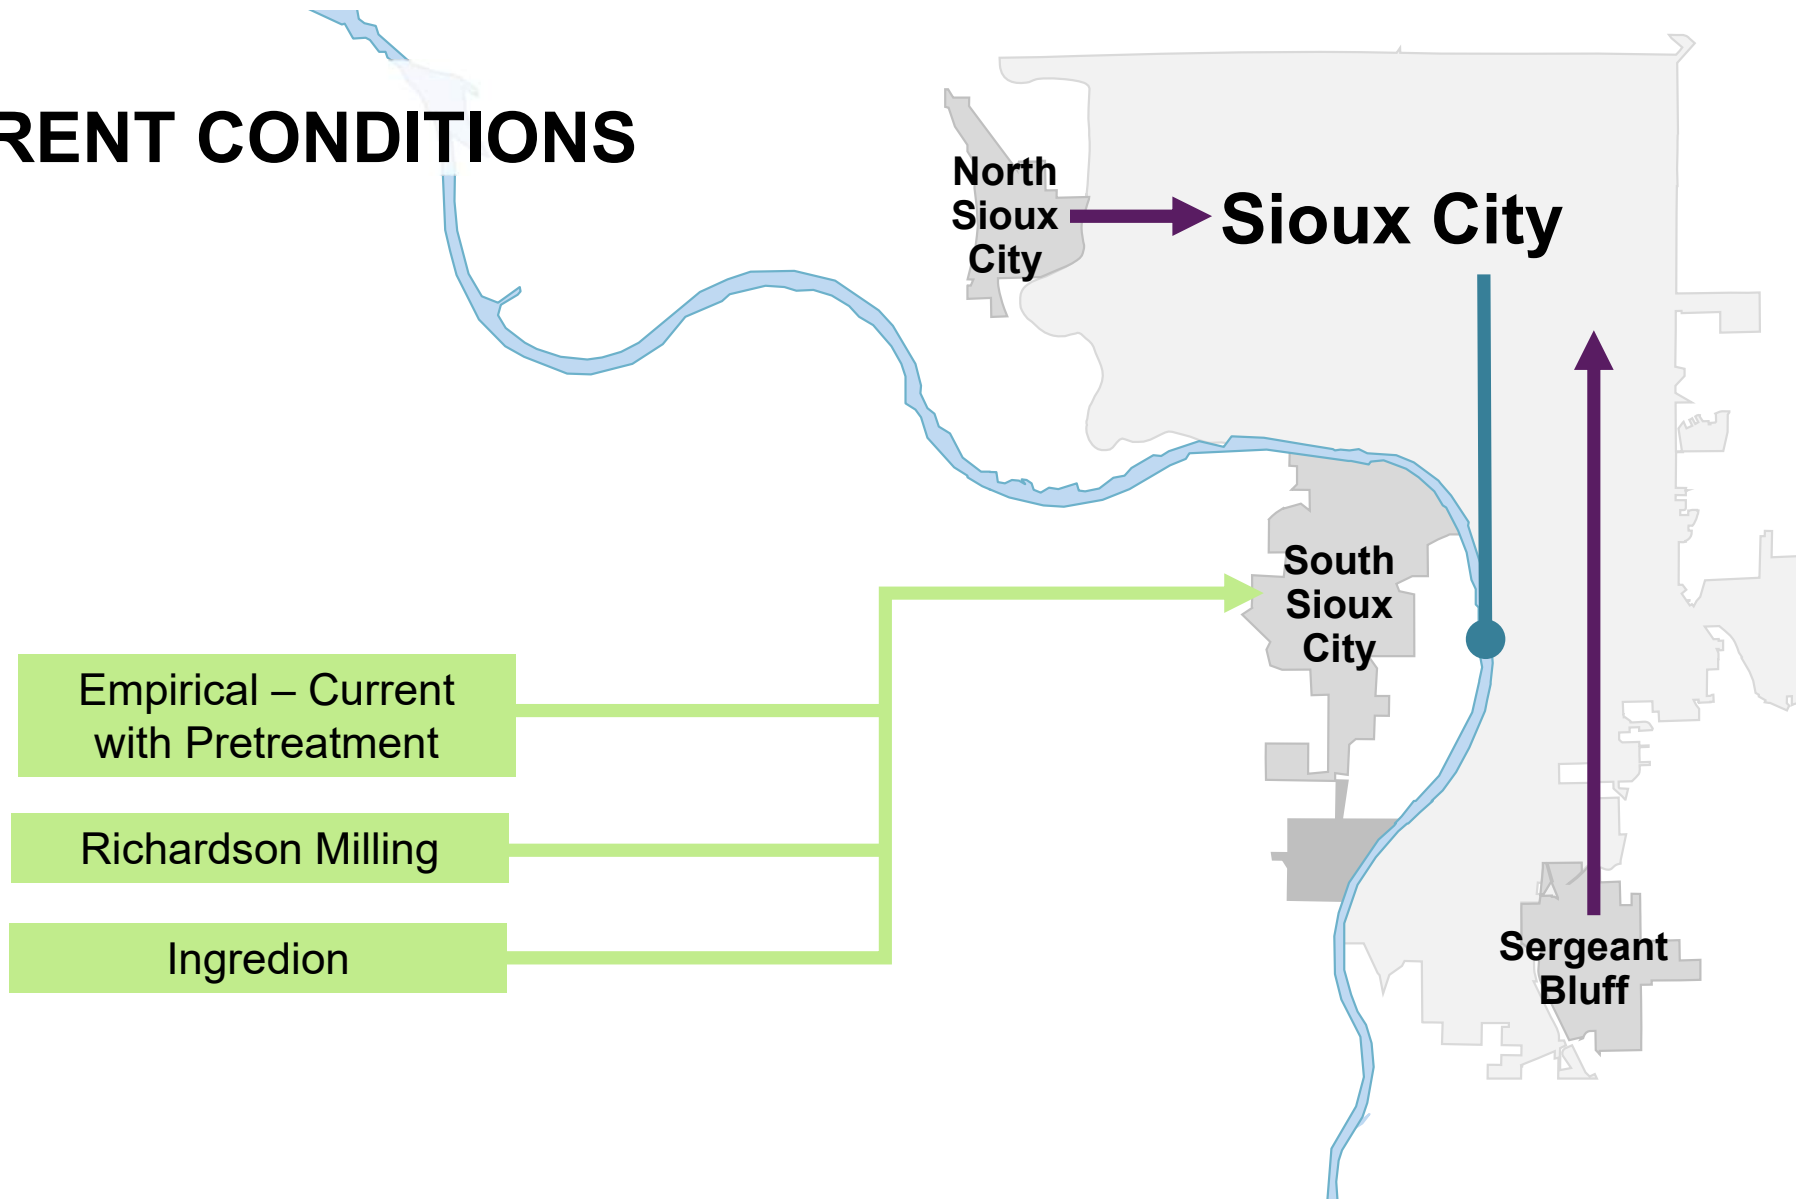 RENT CONDITIONS
North
Sioux
City
Sioux City
South
Sioux
City
Empirical – Current
with Pretreatment
Richardson Milling
Ingredion
Sergeant
Bluff